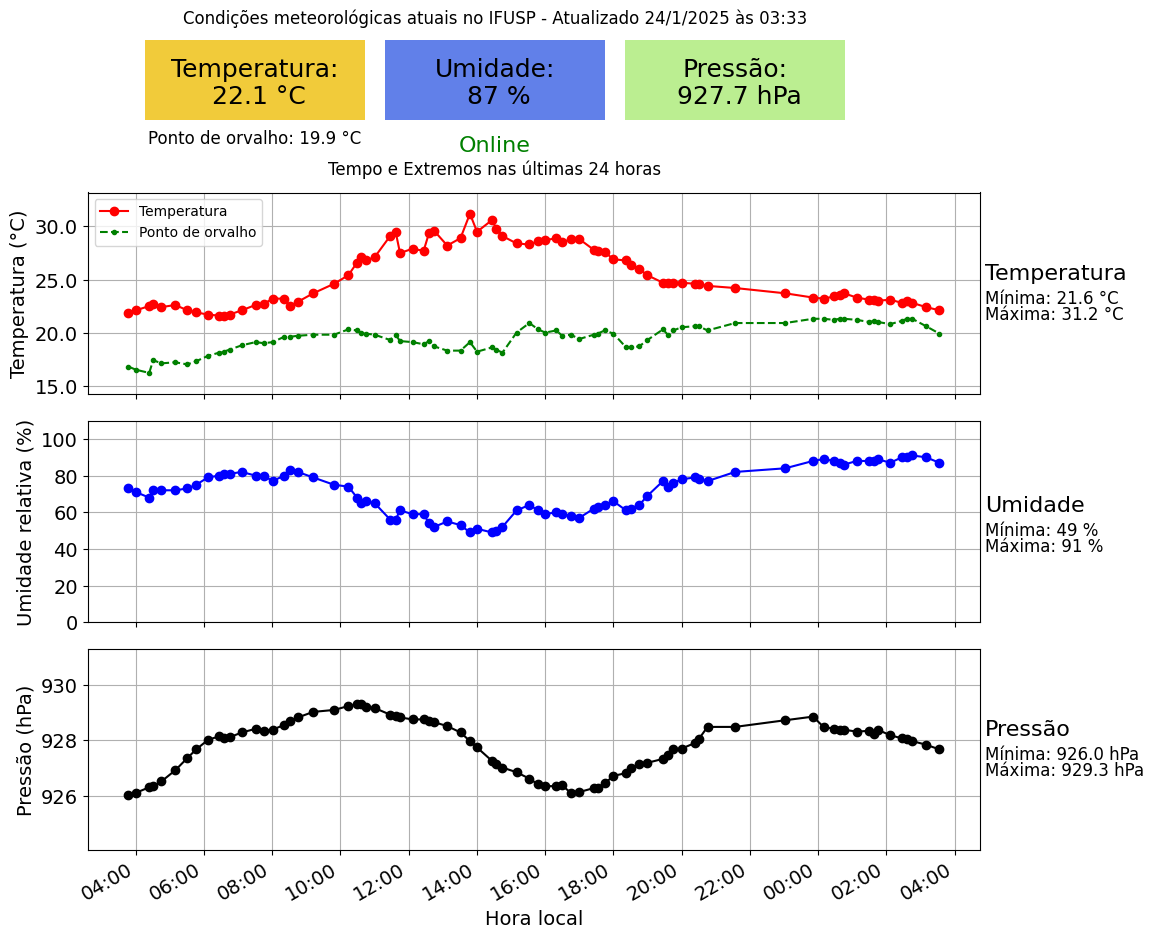 Condições meteorológicas atuais no IFUSP - Atualizado 24/1/2025 às 03:33
Temperatura:
22.1 °C
Umidade:
87 %
Pressão:
927.7 hPa
Ponto de orvalho: 19.9 °C
Online
Tempo e Extremos nas últimas 24 horas
Temperatura (°C)
30.0
25.0
20.0
15.0
Temperatura
Ponto de orvalho
Temperatura
Mínima: 21.6 °C
Máxima: 31.2 °C
Umidade relativa (%)
100
80
60
40
20
0
Umidade
Mínima: 49 %
Máxima: 91 %
Pressão (hPa)
930
928
926
Pressão
Mínima: 926.0 hPa
Máxima: 929.3 hPa
04:00 06:00 08:00 10:00 12:00 14:00 16:00 18:00 20:00 22:00 00:00 02:00 04:00
Hora local